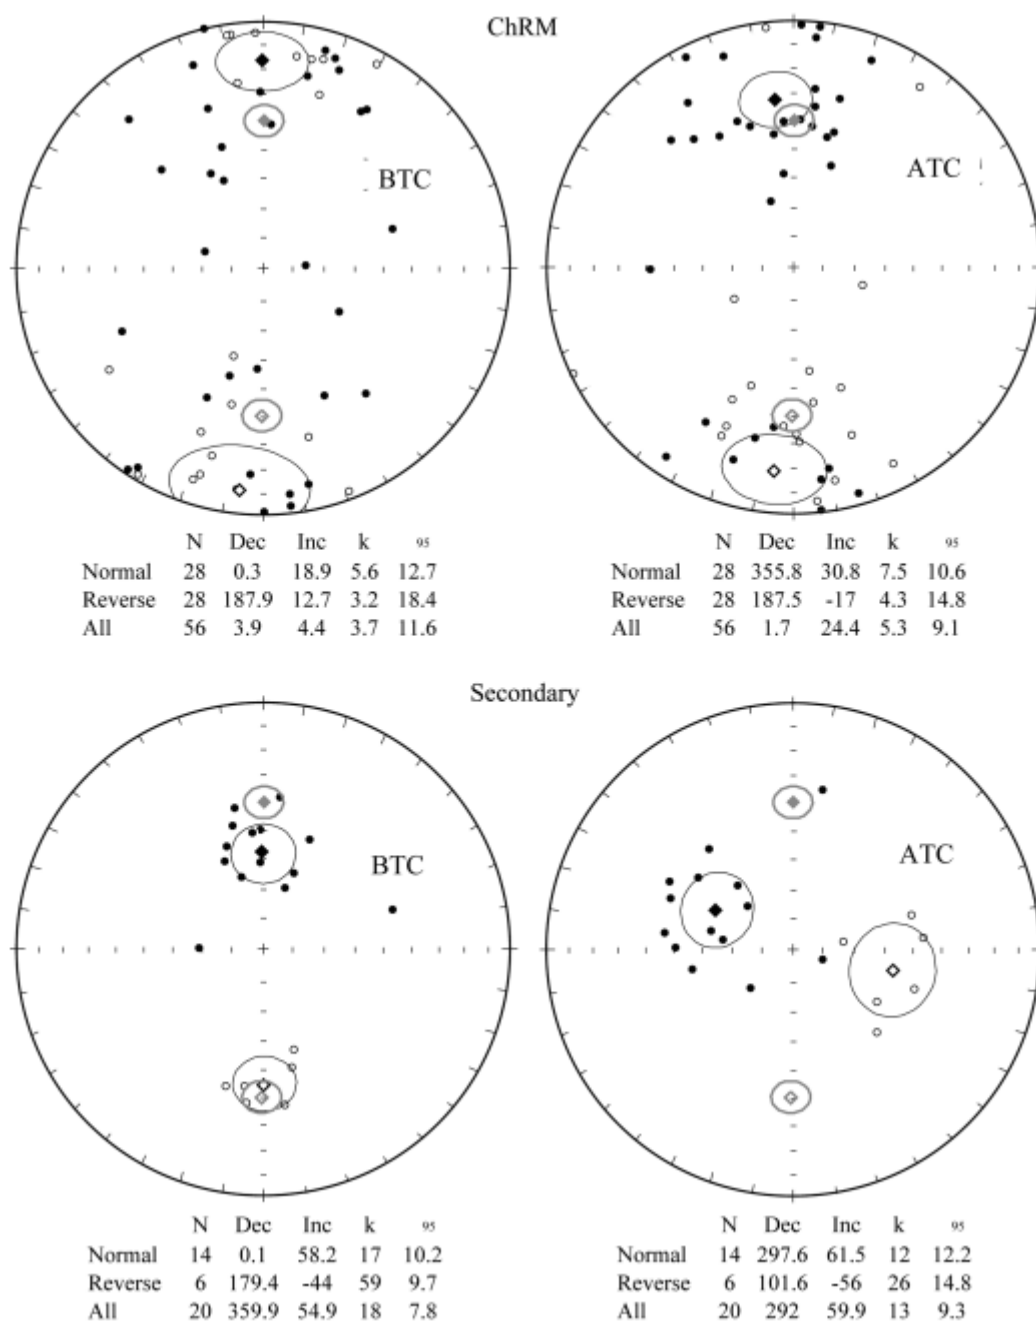 ChRM
BTC
ATC
N Dec Inc k 95
Normal 28 0.3 18.9 5.6 12.7
Reverse 28 187.9 12.7 3.2 18.4
All 56 3.9 4.4 3.7 11.6
N Dec Inc k 95
Normal 28 355.8 30.8 7.5 10.6
Reverse 28 187.5 -17 4.3 14.8
All 56 1.7 24.4 5.3 9.1
Secondary
BTC
ATC
N Dec Inc k 95
Normal 14 0.1 58.2 17 10.2
Reverse 6 179.4 -44 59 9.7
All 20 359.9 54.9 18 7.8
N Dec Inc k 95
Normal 14 297.6 61.5 12 12.2
Reverse 6 101.6 -56 26 14.8
All 20 292 59.9 13 9.3